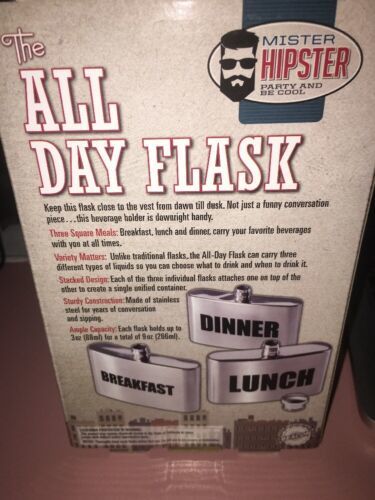 The
ALL
DAY FLASK
MISTER
HIPSTER
PARTY AND
BE COOL
Keep this flask close to the vest from dawn till dusk. Not just a funny conversation
piece...this beverage holder is downright handy.
Three Square Meals: Breakfast, lunch and dinner, carry your favorite beverages
with you at all times.
Variety Matters: Unlike traditional flasks, the All-Day Flask can carry three
different types of liquids so you can choose what to drink and when to drink it.
Stacked Design: Each of the three individual flasks attaches one on top of the
other to create a single unified container.
Sturdy Construction: Made of stainless
steel for years of conversation
and sipping.
Ample Capacity: Each flask holds up to
3oz (88ml) for a total of 9oz (266ml).
DINNER
BREAKFAST
LUNCH